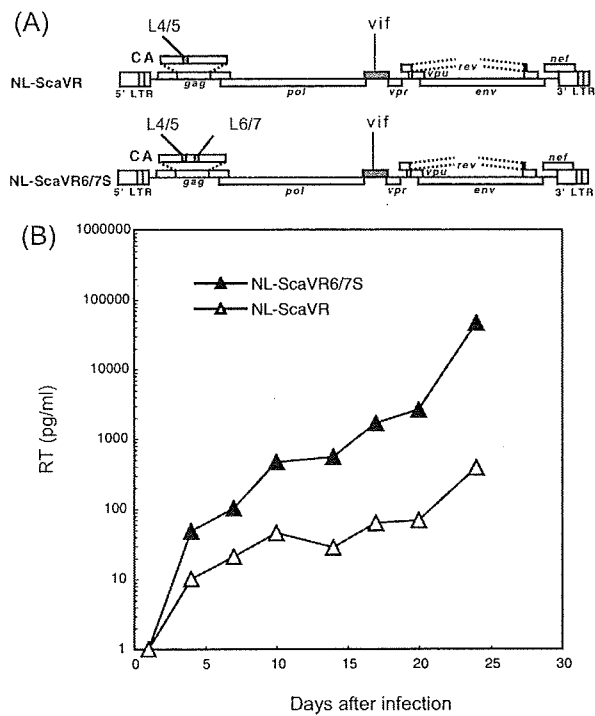 (A)
L4/5
vif
CA
NL-ScaVR
gag
rev
vpu
nef
5' LTR
pol
vpr
env
3' LTR
L4/5
L6/7
vif
CA
NL-ScaVR6/7S
gag
rev
vpu
nef
5' LTR
pol
vpr
env
3' LTR
(B)
1000000
100000
10000
1000
100
10
1
RT (pg/ml)
NL-ScaVR6/7S
NL-ScaVR
0 5 10 15 20 25 30
Days after infection